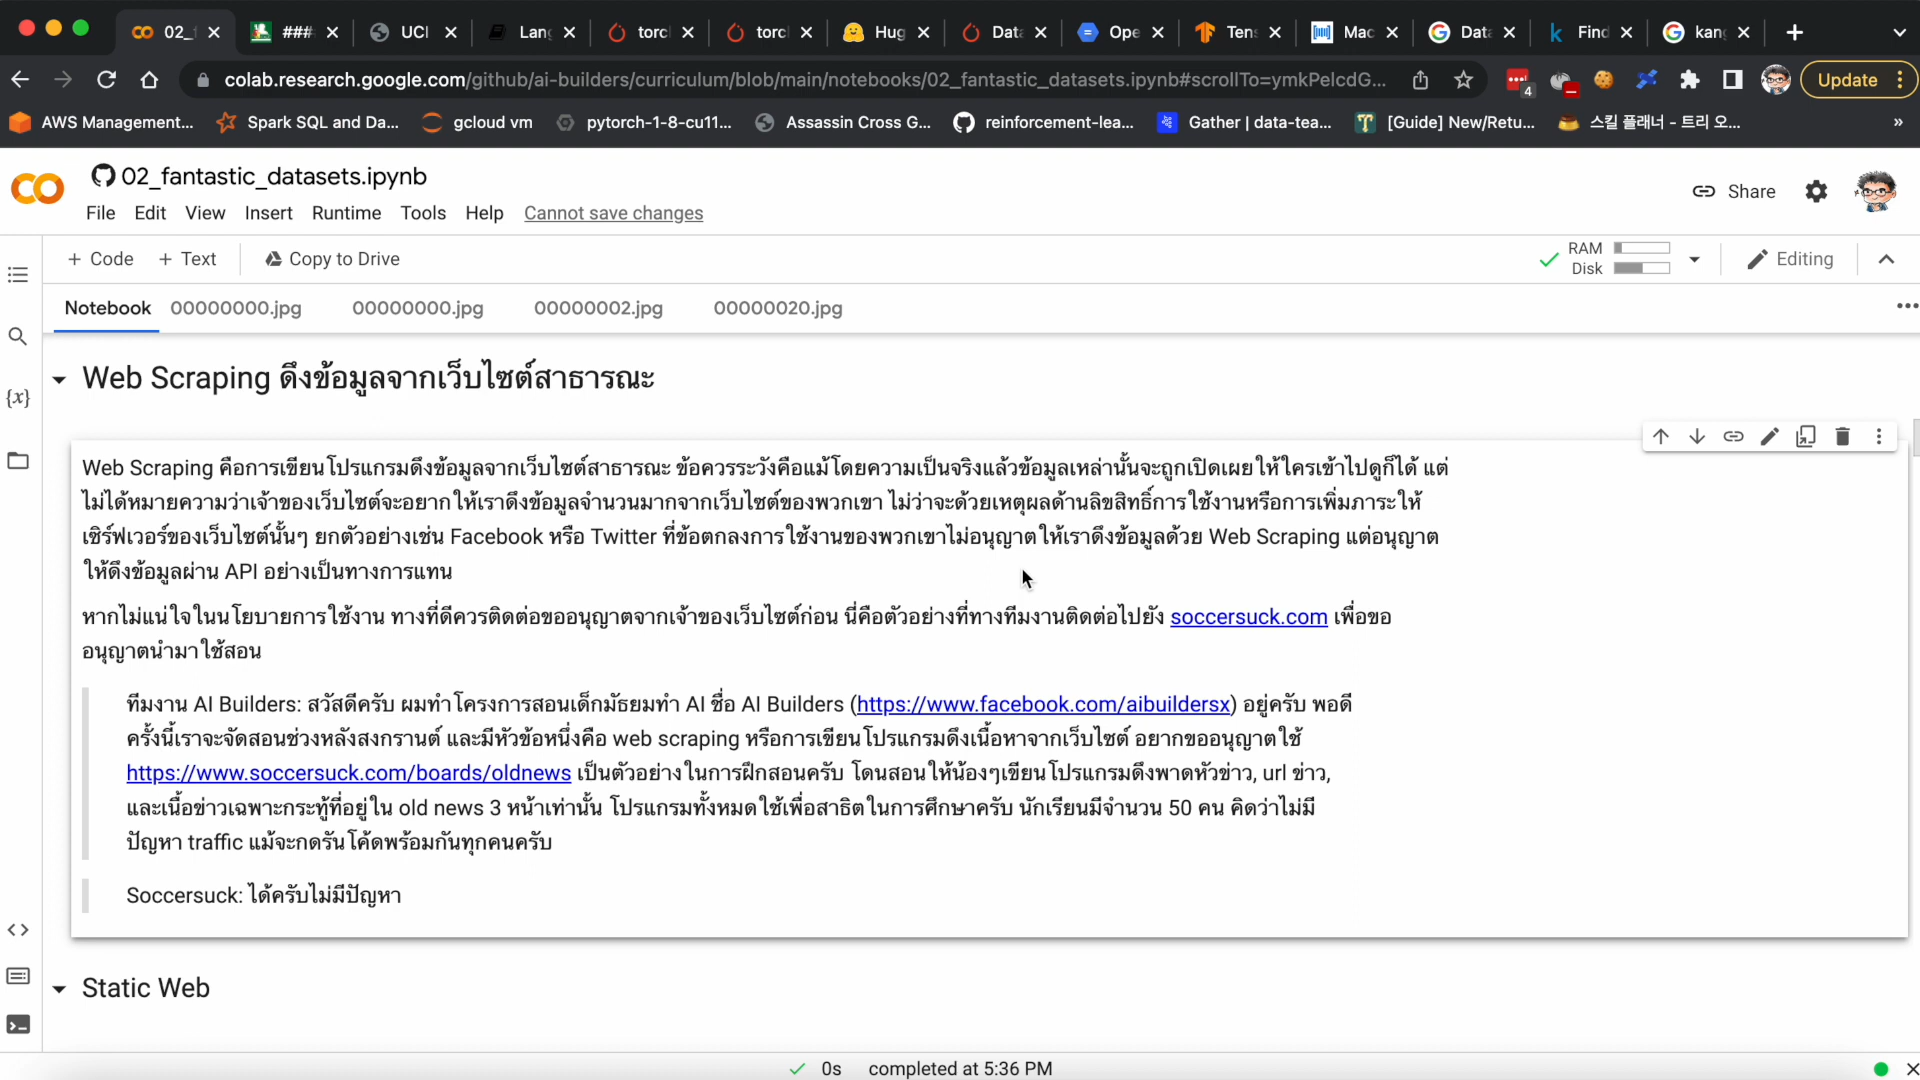 02_f
###
UCI
Lang
torc
torc
Hug
Data
Ope
Tens
Mac
Data
Find
kang
colab.research.google.com/github/ai-builders/curriculum/blob/main/notebooks/02_fantastic_datasets.ipynb#scrollTo=ymkPelcdG...
4
Update
AWS Management...
Spark SQL and Da...
gcloud vm
pytorch-1-8-cu11...
Assassin Cross G...
reinforcement-lea...
Gather | data-tea...
[Guide] New/Retu...
스킬 플래너 - 트리 오...
»
02_fantastic_datasets.ipynb
File Edit View Insert Runtime Tools Help Cannot save changes
Share
+ Code + Text Copy to Drive
RAM
Disk
Editing
Notebook 00000000.jpg 00000000.jpg 00000002.jpg 00000020.jpg
{x}
Web Scraping ดึงข้อมูลจากเว็บไซต์สาธารณะ
Web Scraping คือการเขียนโปรแกรมดึงข้อมูลจากเว็บไซต์สาธารณะ ข้อควรระวังคือแม้โดยความเป็นจริงแล้วข้อมูลเหล่านั้นจะถูกเปิดเผยให้ใครเข้าไปดูก็ได้ แต่
ไม่ได้หมายความว่าเจ้าของเว็บไซต์จะอยากให้เราดึงข้อมูลจำนวนมากจากเว็บไซต์ของพวกเขา ไม่ว่าจะด้วยเหตุผลด้านลิขสิทธิ์การใช้งานหรือการเพิ่มภาระให้
เซิร์ฟเวอร์ของเว็บไซต์นั้นๆ ยกตัวอย่างเช่น Facebook หรือ Twitter ที่ข้อตกลงการใช้งานของพวกเขาไม่อนุญาตให้เราดึงข้อมูลด้วย Web Scraping แต่อนุญาต
ให้ดึงข้อมูลผ่าน API อย่างเป็นทางการแทน
หากไม่แน่ใจในนโยบายการใช้งาน ทางที่ดีควรติดต่อขออนุญาตจากเจ้าของเว็บไซต์ก่อน นี่คือตัวอย่างที่ทางทีมงานติดต่อไปยัง soccersuck.com เพื่อขอ
อนุญาตนำมาใช้สอน
ทีมงาน AI Builders: สวัสดีครับ ผมทำโครงการสอนเด็กมัธยมทำ AI ชื่อ AI Builders (https://www.facebook.com/aibuildersx) อยู่ครับ พอดี
ครั้งนี้เราจะจัดสอนช่วงหลังสงกรานต์ และมีหัวข้อหนึ่งคือ web scraping หรือการเขียนโปรแกรมดึงเนื้อหาจากเว็บไซต์ อยากขออนุญาตใช้
https://www.soccersuck.com/boards/oldnews เป็นตัวอย่างในการฝึกสอนครับ โดนสอนให้น้องๆเขียนโปรแกรมดึงพาดหัวข่าว, url ข่าว,
และเนื้อข่าวเฉพาะกระทู้ที่อยู่ใน old news 3 หน้าเท่านั้น โปรแกรมทั้งหมดใช้เพื่อสาธิตในการศึกษาครับ นักเรียนมีจำนวน 50 คน คิดว่าไม่มี
ปัญหา traffic แม้จะกดรันโค้ดพร้อมกันทุกคนครับ
Soccersuck: ได้ครับไม่มีปัญหา
Static Web
0s completed at 5:36 PM